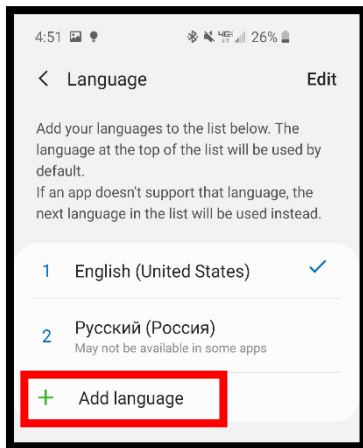 4:51 26%
Language Edit
Add your languages to the list below. The
language at the top of the list will be used by
default.
If an app doesn't support that language, the
next language in the list will be used instead.
1 English (United States)
2 Русский (Россия)
May not be available in some apps
+ Add language